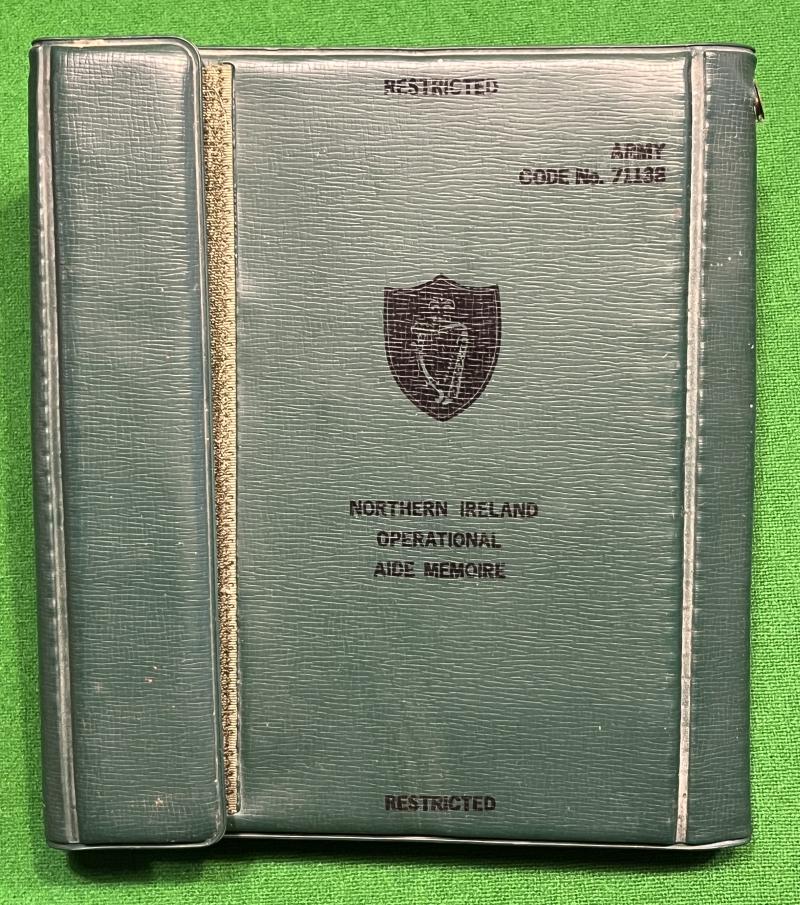 RESTRICTED
ARMY
CODE No. 71138
NORTHERN IRELAND
OPERATIONAL
AIDE MEMOIRE
RESTRICTED